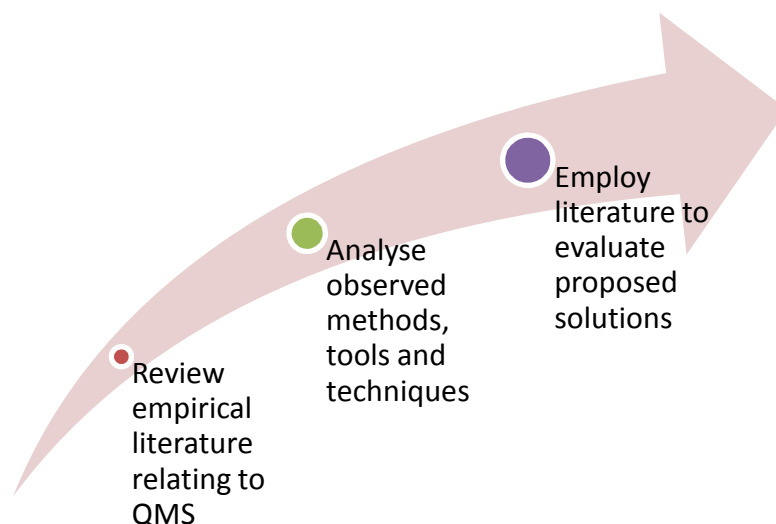 Review
empirical
literature
relating to
QMS
Analyse
observed
methods,
tools and
techniques
Employ
literature to
evaluate
proposed
solutions